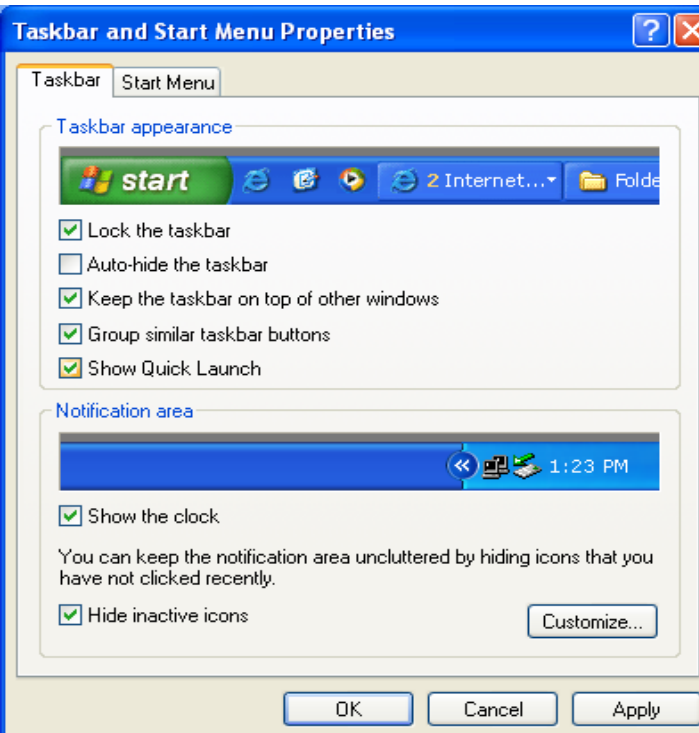 Taskbar and Start Menu Properties
Taskbar
Start Menu
Taskbar appearance
start
2 Internet...
Folde
Lock the taskbar
Auto-hide the taskbar
Keep the taskbar on top of other windows
Group similar taskbar buttons
Show Quick Launch
Notification area
1:23 PM
Show the clock
You can keep the notification area uncluttered by hiding icons that you
have not clicked recently.
Hide inactive icons
Customize...
OK
Cancel
Apply